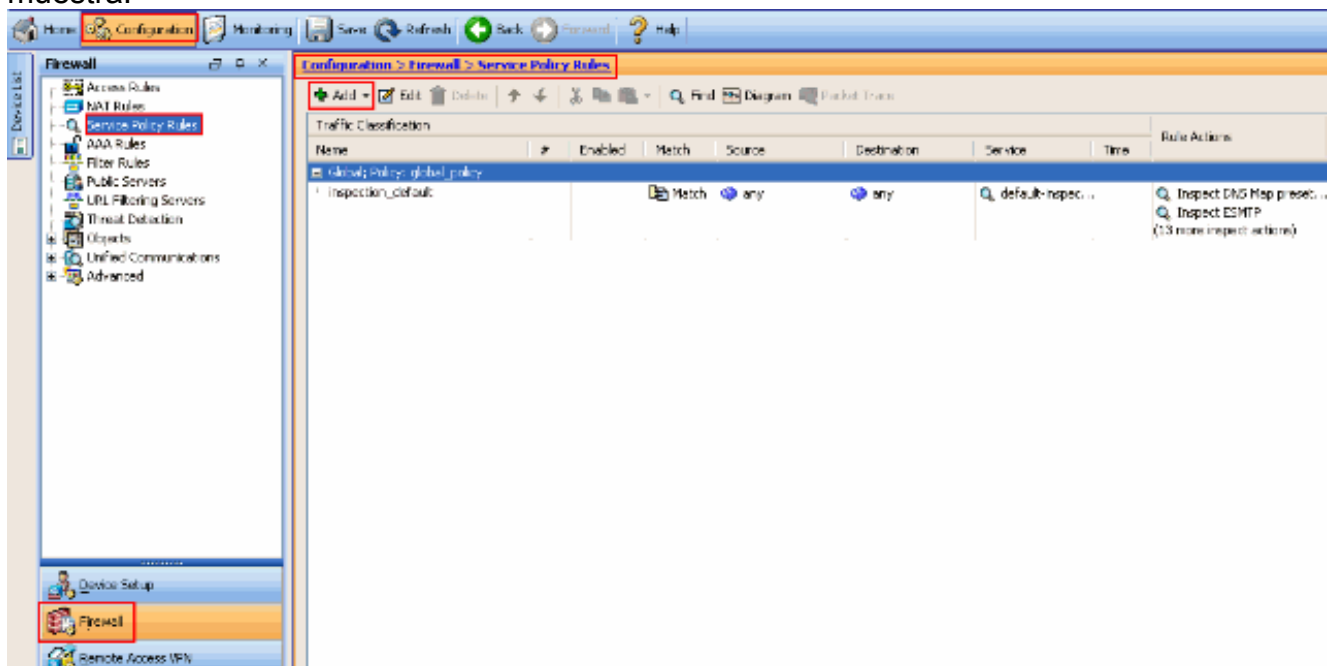 muestra:
Home Configuration Monitoring Save Refresh Back Forward Help
Device List
Firewall
Access Rules
NAT Rules
Service Policy Rules
AAA Rules
Filter Rules
Public Servers
URL Filtering Servers
Threat Detection
Objects
Unified Communications
Advanced
Device Setup
Firewall
Remote Access VPN
Configuration > Firewall > Service Policy Rules
Add Edit Delete Find Diagram Packet Trace
Traffic Classification
Rule Actions
Name # Enabled Match Source Destination Service Time
Global; Policy: global_policy
inspection_default Match any any default-inspec... Inspect DNS Map preset...
Inspect ESMTP
(13 more inspect actions)